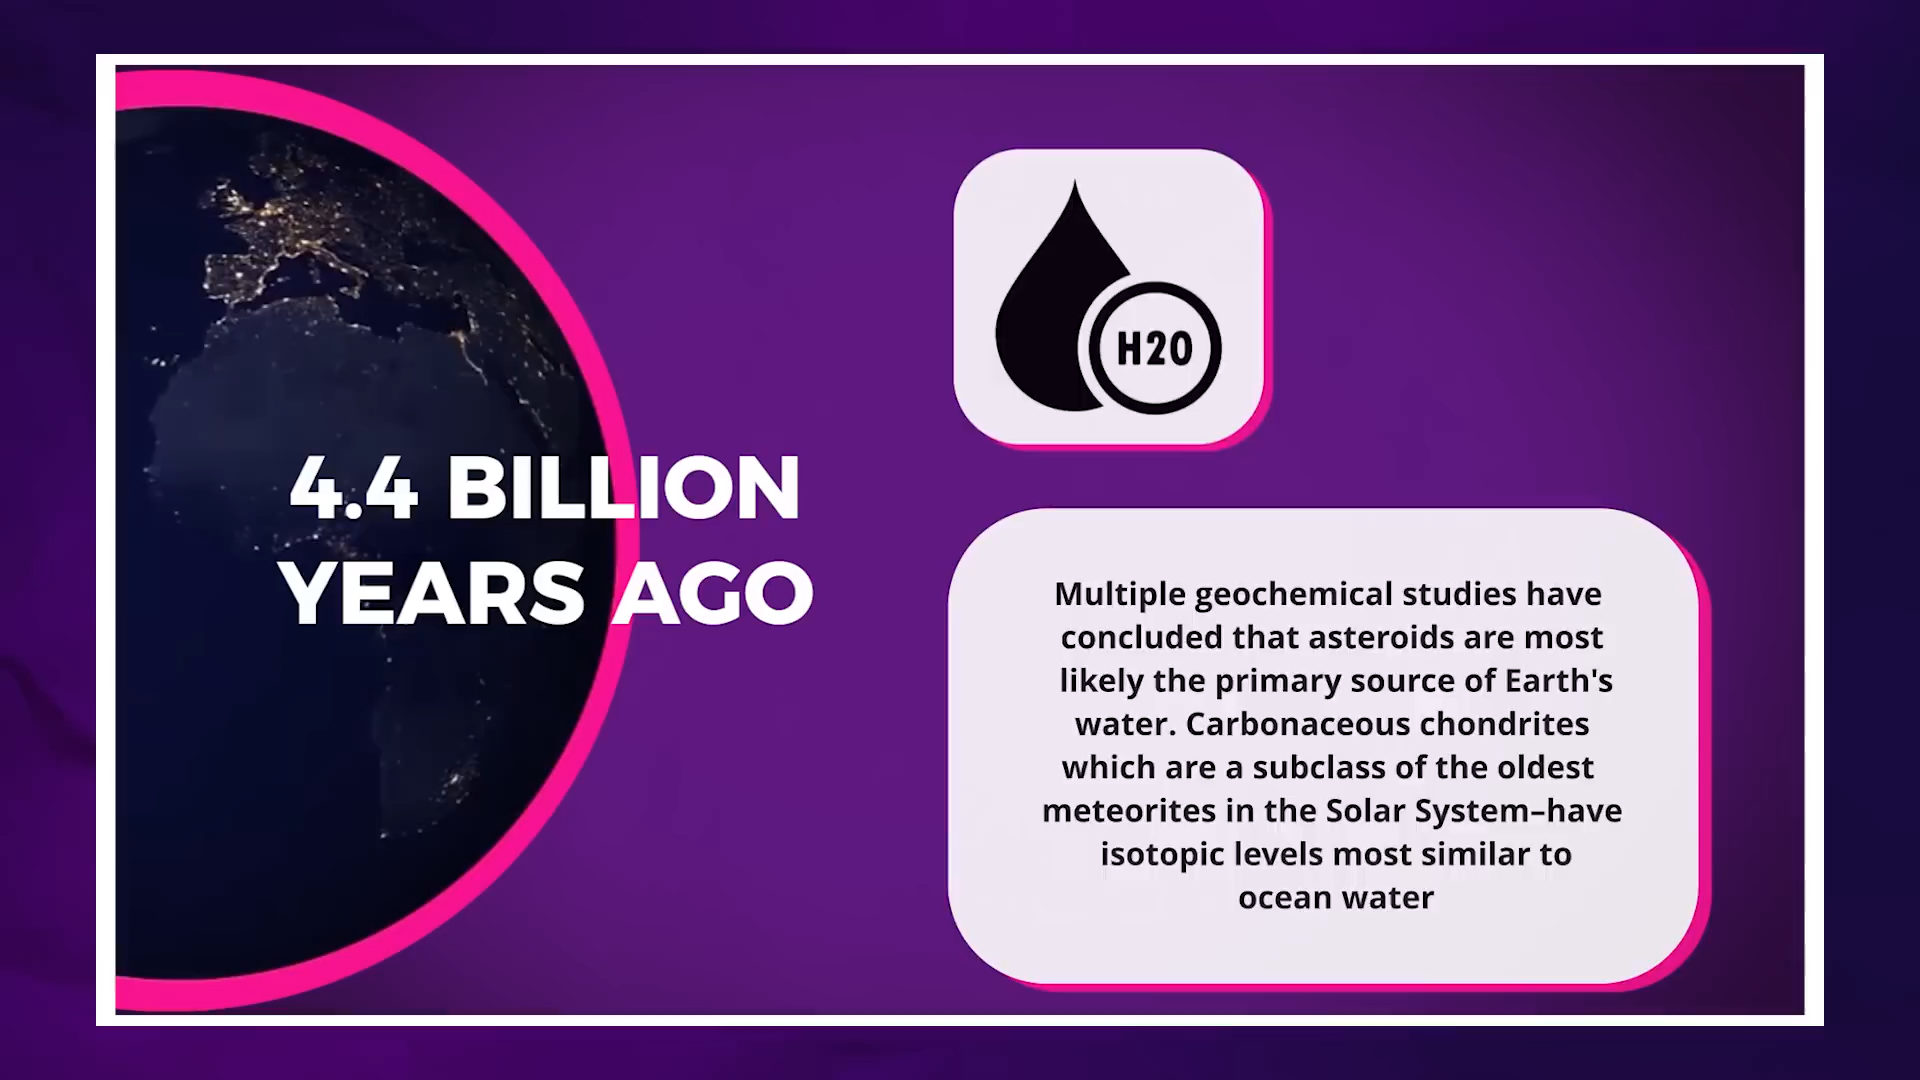 4.4 BILLION
YEARS AGO
H20
Multiple geochemical studies have
concluded that asteroids are most
likely the primary source of Earth's
water. Carbonaceous chondrites
which are a subclass of the oldest
meteorites in the Solar System–have
isotopic levels most similar to
ocean water